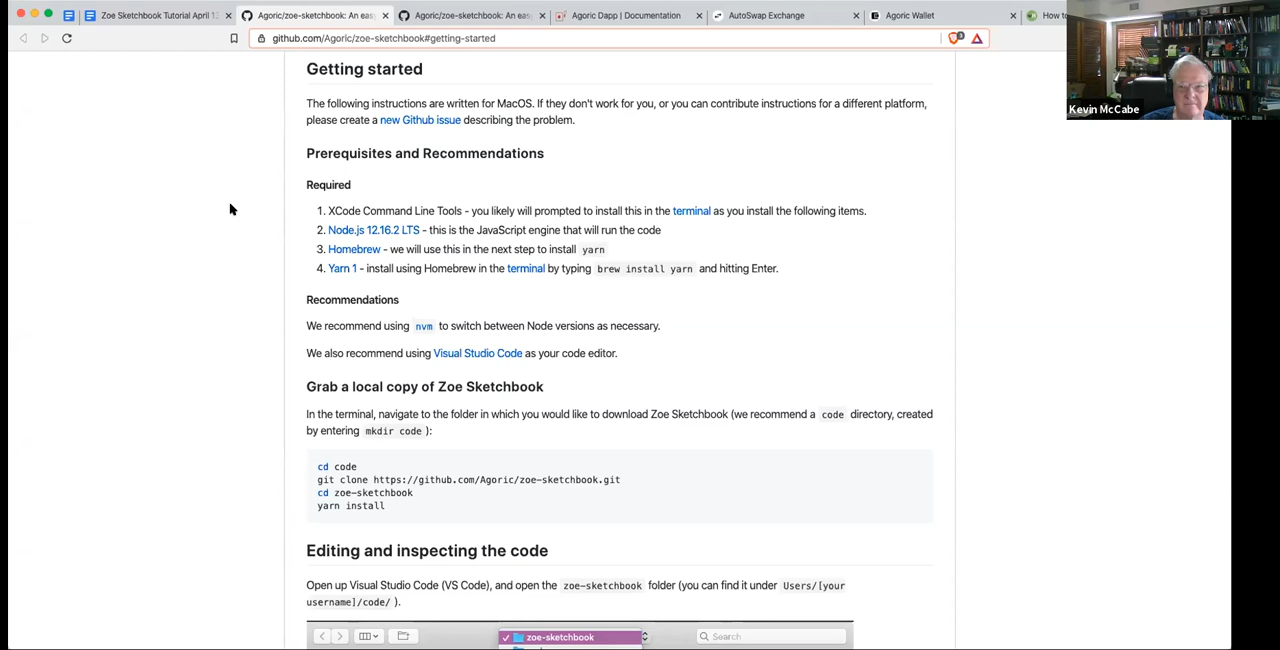 Zoe Sketchbook Tutorial April 13
Agoric/zoe-sketchbook: An eas
Agoric/zoe-sketchbook: An eas
Agoric Dapp | Documentation
AutoSwap Exchange
Agoric Wallet
How to
github.com/Agoric/zoe-sketchbook#getting-started
Kevin McCabe
Getting started
The following instructions are written for MacOS. If they don't work for you, or you can contribute instructions for a different platform,
please create a new Github issue describing the problem.
Prerequisites and Recommendations
Required
1. XCode Command Line Tools - you likely will prompted to install this in the terminal as you install the following items.
2. Node.js 12.16.2 LTS - this is the JavaScript engine that will run the code
3. Homebrew - we will use this in the next step to install yarn
4. Yarn 1 - install using Homebrew in the terminal by typing brew install yarn and hitting Enter.
Recommendations
We recommend using nvm to switch between Node versions as necessary.
We also recommend using Visual Studio Code as your code editor.
Grab a local copy of Zoe Sketchbook
In the terminal, navigate to the folder in which you would like to download Zoe Sketchbook (we recommend a code directory, created
by entering mkdir code ):
cd code
git clone https://github.com/Agoric/zoe-sketchbook.git
cd zoe-sketchbook
yarn install
Editing and inspecting the code
Open up Visual Studio Code (VS Code), and open the zoe-sketchbook folder (you can find it under Users/[your
username]/code/ ).
zoe-sketchbook
Search